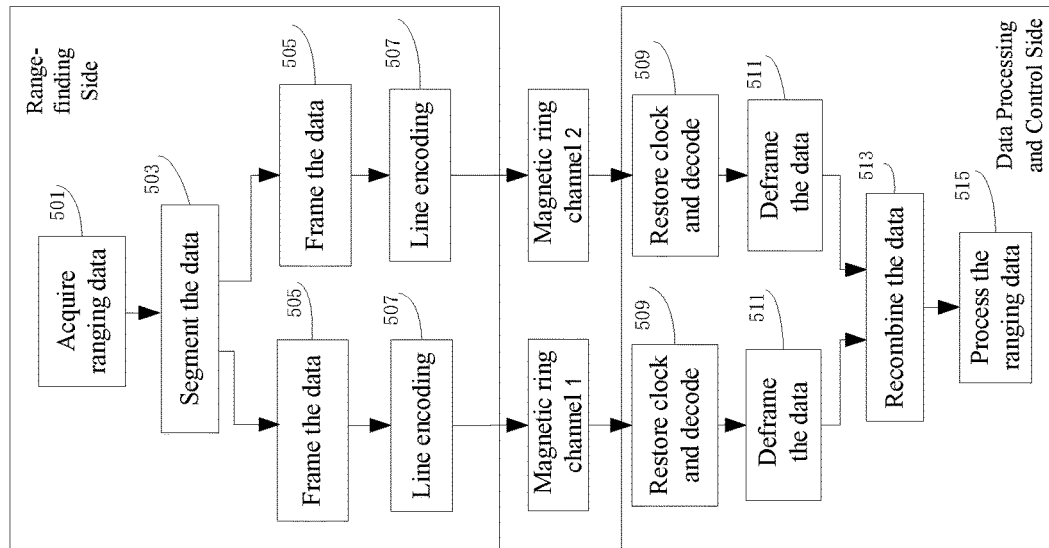 Range-
finding
Side
501
Acquire
ranging data
503
Segment the data
505
Frame the data
505
Frame the data
507
Line encoding
507
Line encoding
Magnetic ring
channel 1
Magnetic ring
channel 2
509
Restore clock
and decode
509
Restore clock
and decode
511
Deframe
the data
511
Deframe
the data
513
Recombine the data
515
Process the
ranging data
Data Processing
and Control Side